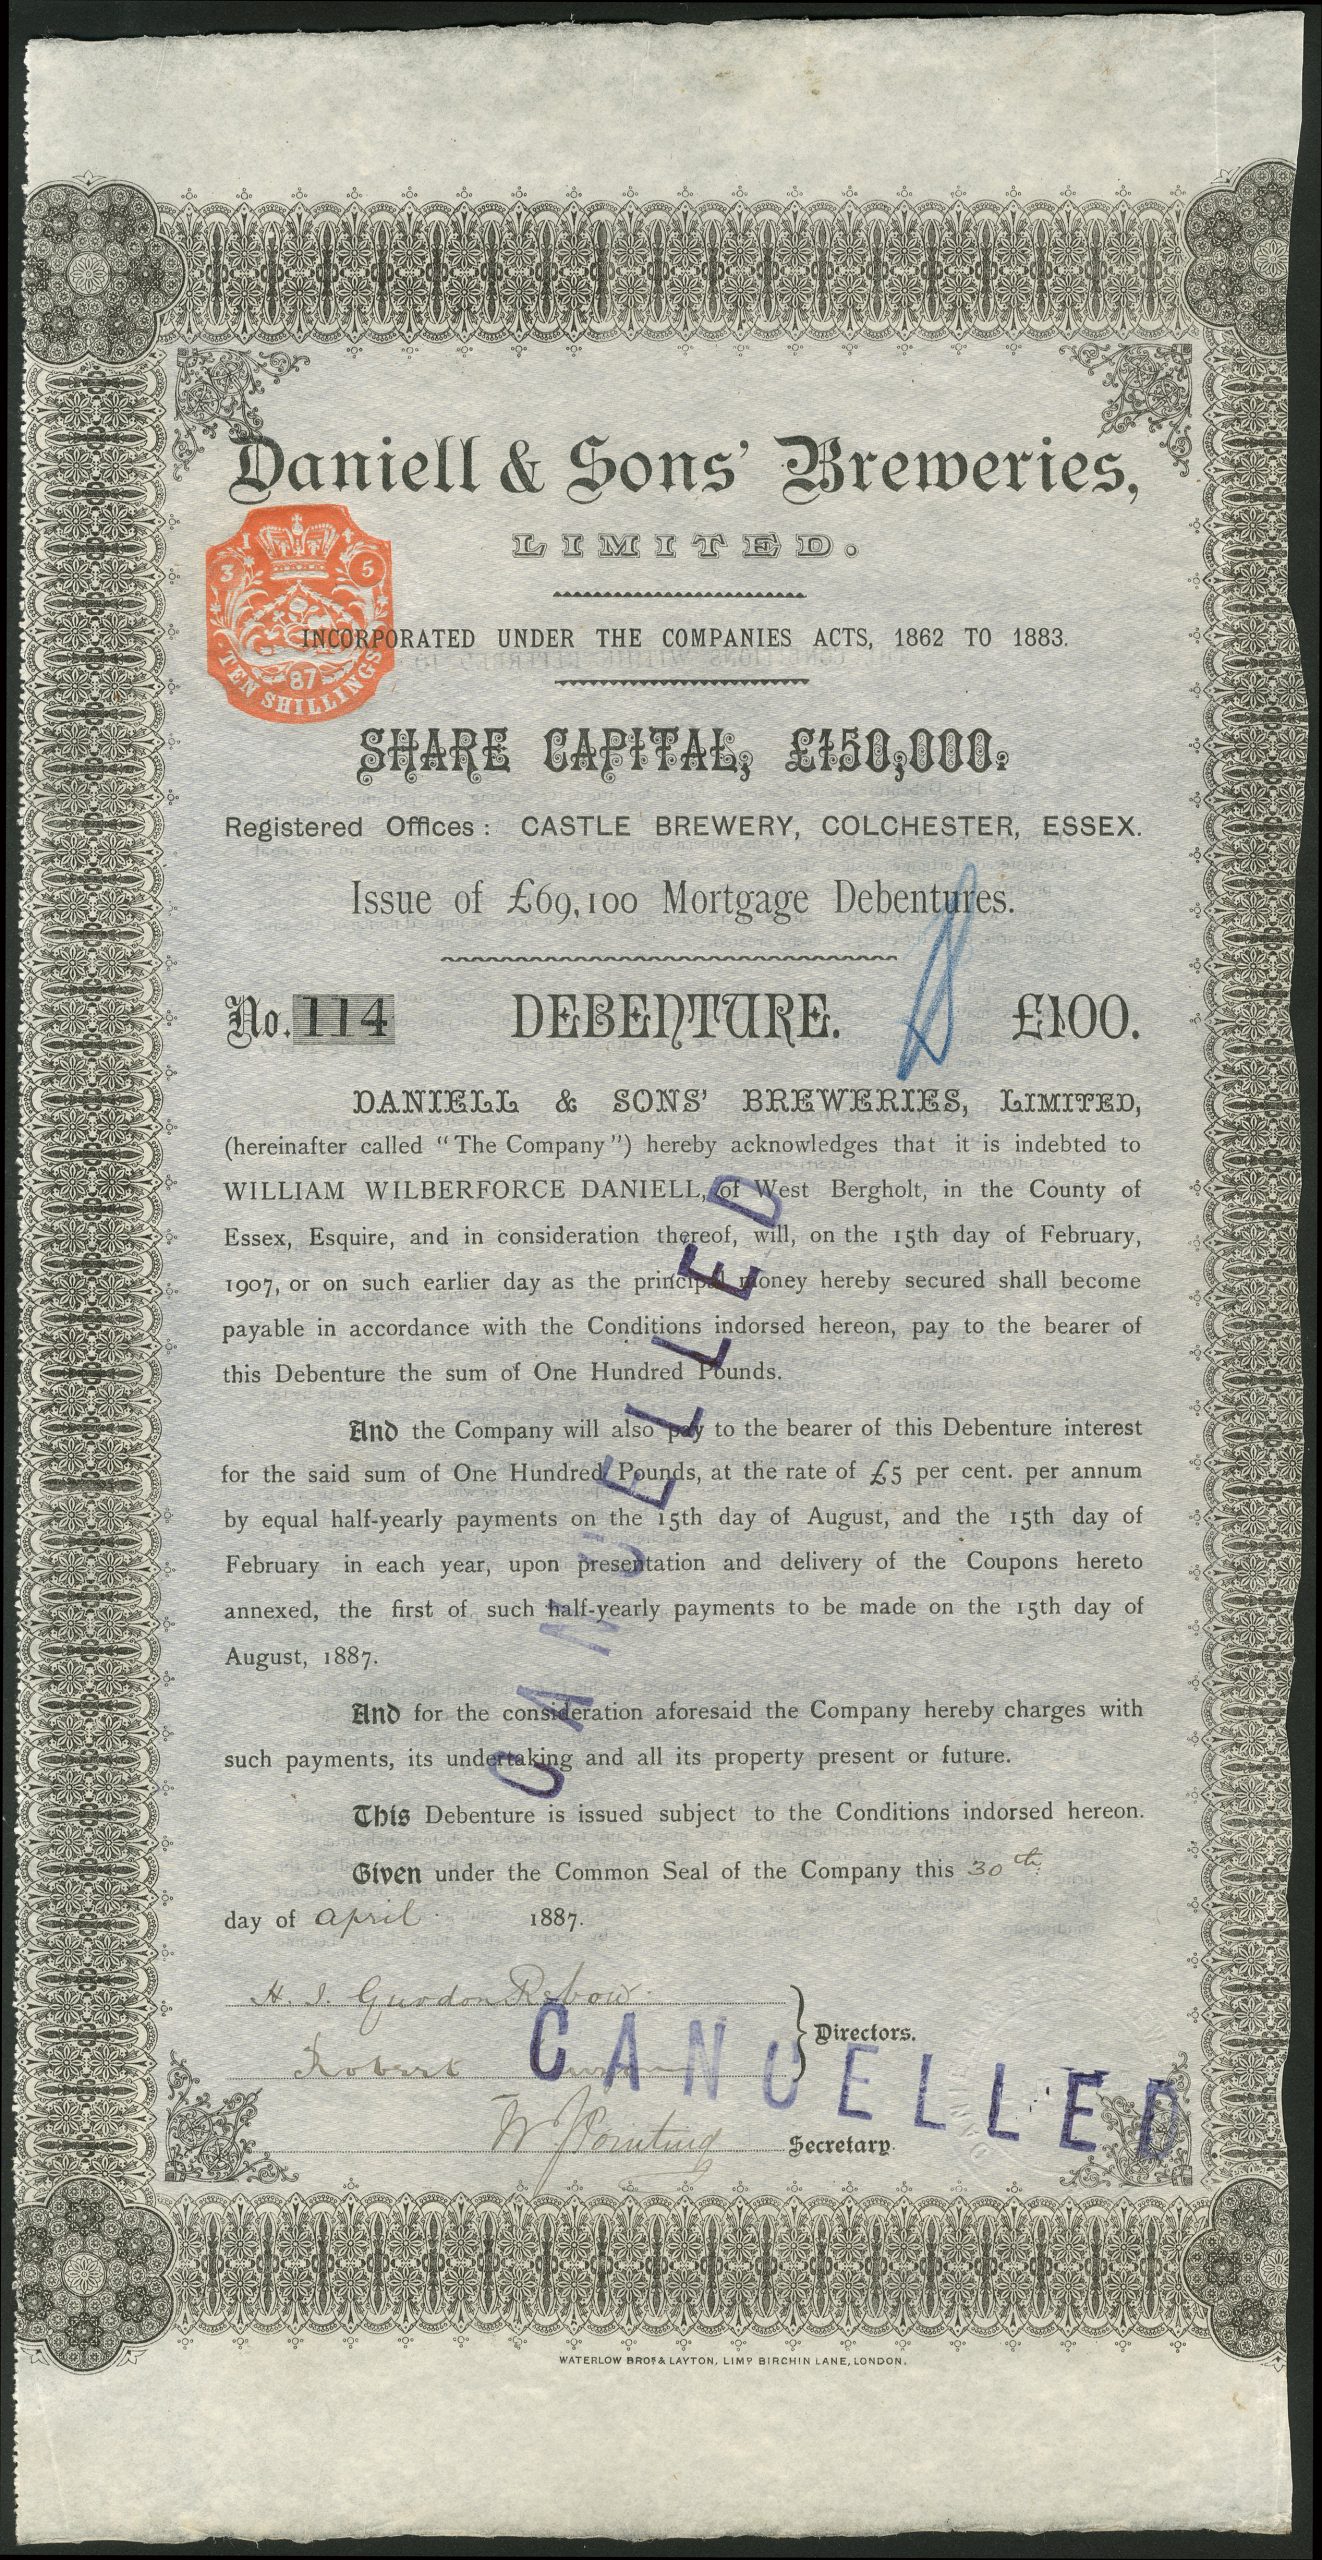 Daniell & Sons' Breweries,
LIMITED.
I 4
3 5
87
TEN SHILLINGS
INCORPORATED UNDER THE COMPANIES ACTS, 1862 TO 1883.
SHARE CAPITAL, £150,000.
Registered Offices: CASTLE BREWERY, COLCHESTER, ESSEX.
Issue of £69,100 Mortgage Debentures.
No. 114 DEBENTURE. £100.
DANIELL & SONS' BREWERIES, LIMITED,
(hereinafter called "The Company") hereby acknowledges that it is indebted to
WILLIAM WILBERFORCE DANIELL, of West Bergholt, in the County of
Essex, Esquire, and in consideration thereof, will, on the 15th day of February,
1907, or on such earlier day as the principal money hereby secured shall become
payable in accordance with the Conditions indorsed hereon, pay to the bearer of
this Debenture the sum of One Hundred Pounds.
And the Company will also pay to the bearer of this Debenture interest
for the said sum of One Hundred Pounds, at the rate of £5 per cent. per annum
by equal half-yearly payments on the 15th day of August, and the 15th day of
February in each year, upon presentation and delivery of the Coupons hereto
annexed, the first of such half-yearly payments to be made on the 15th day of
August, 1887.
And for the consideration aforesaid the Company hereby charges with
such payments, its undertaking and all its property present or future.
This Debenture is issued subject to the Conditions indorsed hereon.
Given under the Common Seal of the Company this 30th
day of April 1887.
CANCELLED
H. J. Gurdon Rebow
Directors.
Robert
CANCELLED
Secretary.
WATERLOW BROS. & LAYTON, LIMD. BIRCHIN LANE, LONDON.